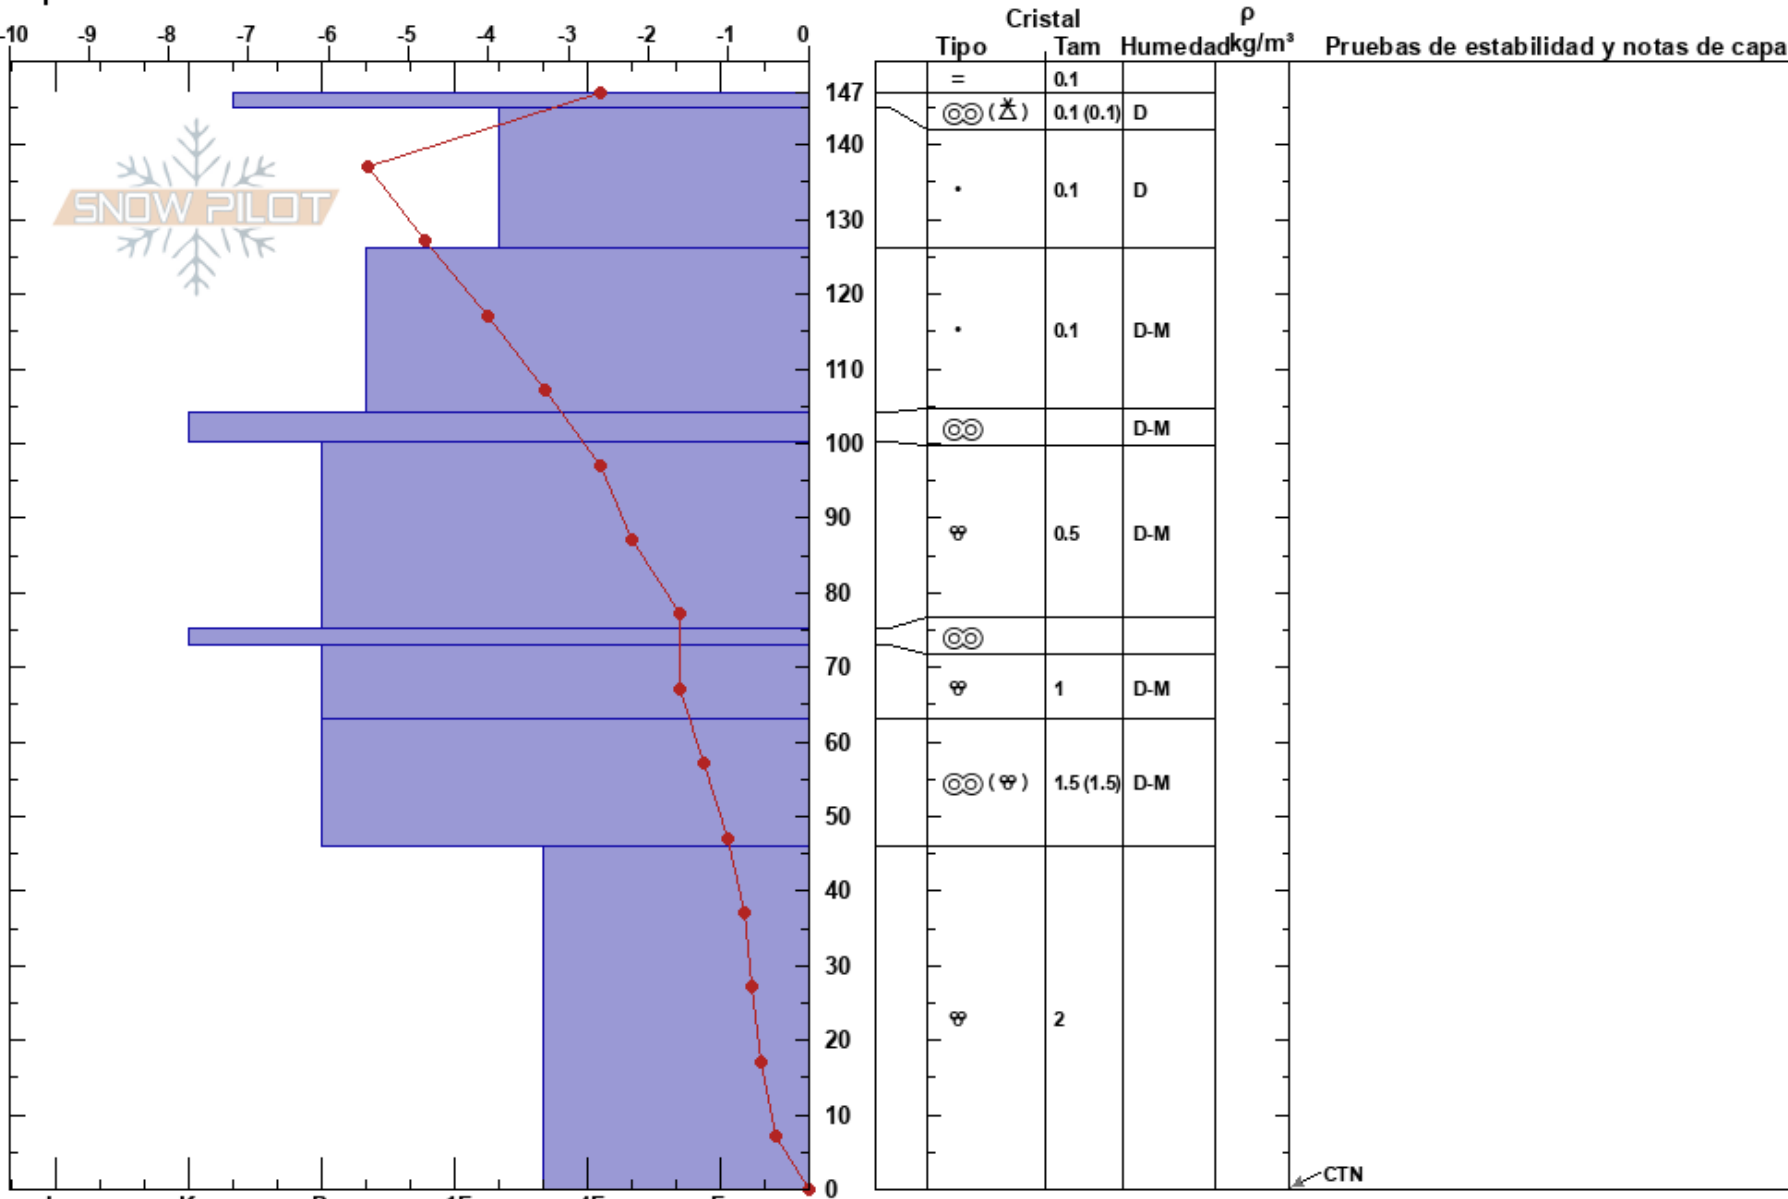 Cristal ρ
-10 -9 -8 -7 -6 -5 -4 -3 -2 -1 0 Tipo Tam Humedad kg/m³ Pruebas de estabilidad y notas de capa
147 = 0.1
(  ) 0.1 (0.1) D
140
SNOW PILOT
0.1 D
130
120
0.1 D-M
110
D-M
100
90
0.5 D-M
80
70
1 D-M
60
( ) 1.5 (1.5) D-M
50
40
30
2
20
10
CTN
0